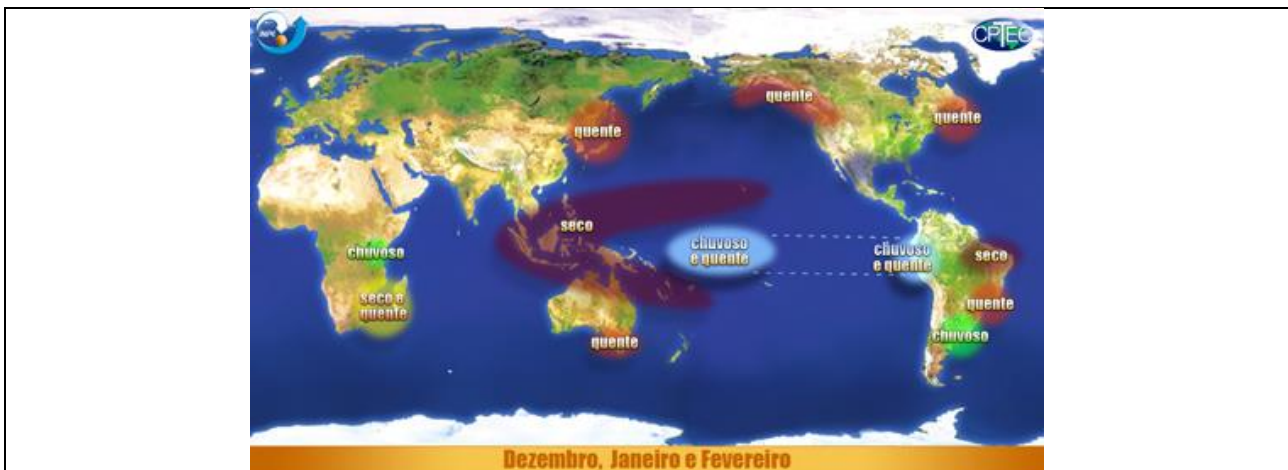 INPE
CPTEC
quente
quente
quente
seco
chuvoso
e quente
chuvoso
e quente
seco
chuvoso
seco e
quente
quente
quente
chuvoso
Dezembro, Janeiro e Fevereiro